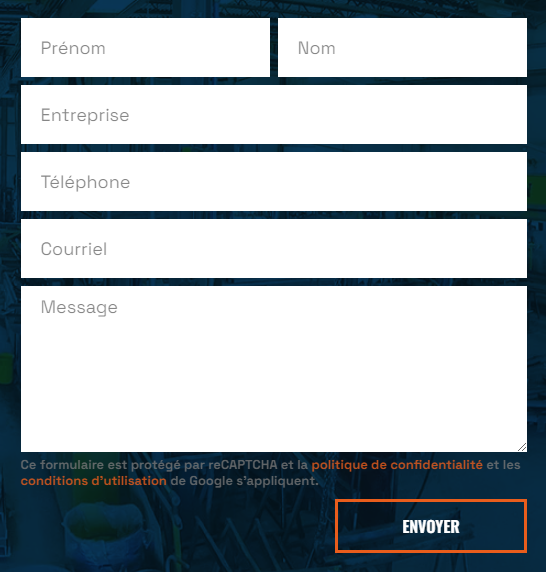 Prénom Nom
Entreprise
Téléphone
Courriel
Message
Ce formulaire est protégé par reCAPTCHA et la politique de confidentialité et les
conditions d'utilisation de Google s'appliquent.
ENVOYER